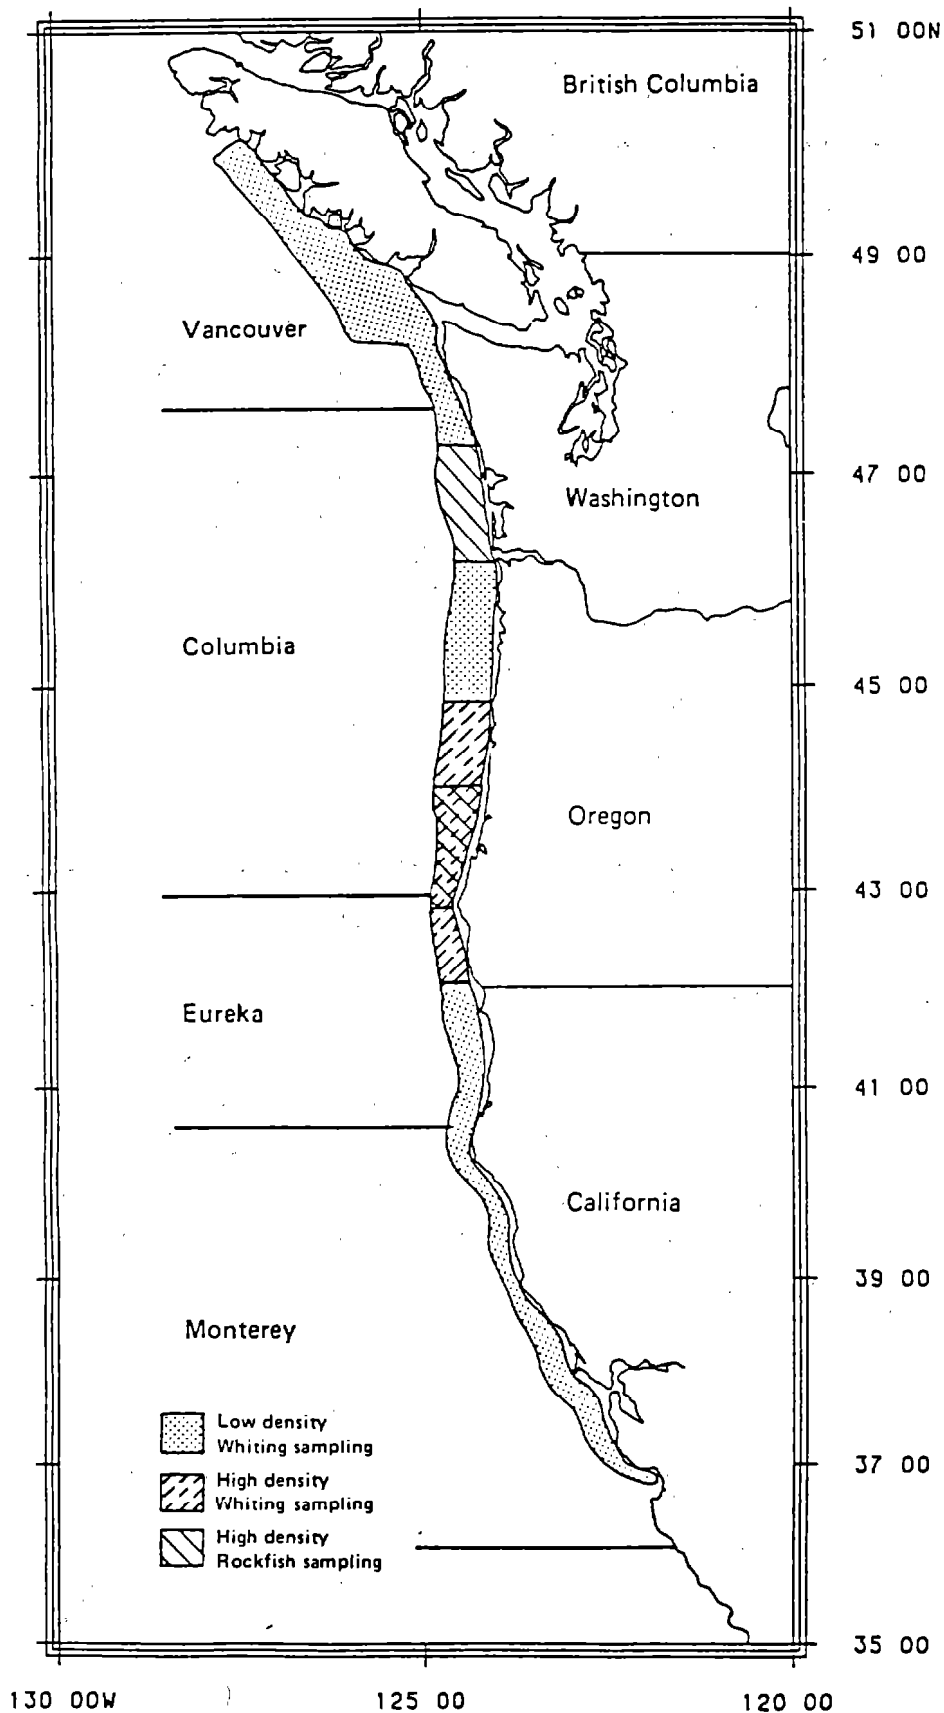 51 00N
British Columbia
49 00
Vancouver
47 00
Washington
Columbia
45 00
Oregon
43 00
Eureka
41 00
California
39 00
Monterey
Low density
Whiting sampling
37 00
High density
Whiting sampling
High density
Rockfish sampling
35 00
130 00W
125 00
120 00